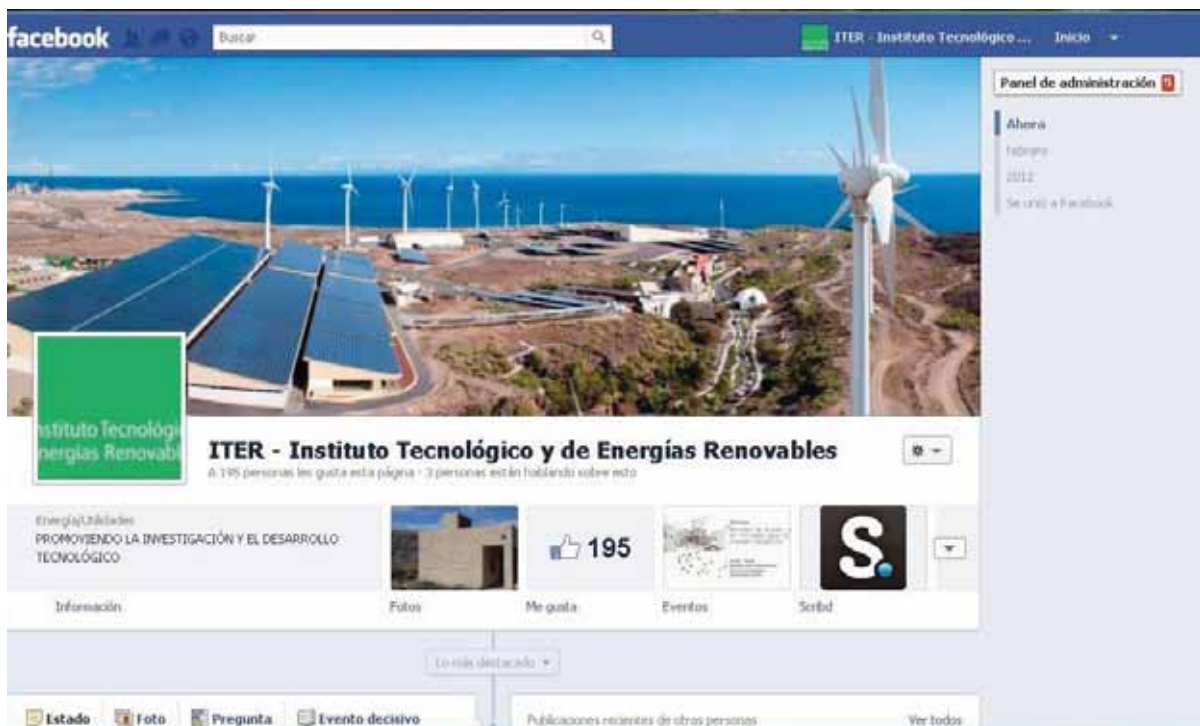 facebook
Buscar
ITER - Instituto Tecnológico ...
Inicio
Panel de administración 5
Ahora
febrero
2012
Se unió a Facebook
stituto Tecnológi
nergías Renovabl
ITER - Instituto Tecnológico y de Energías Renovables
A 195 personas les gusta esta página · 3 personas están hablando sobre esto
Energía/Utilidades
PROMOVIENDO LA INVESTIGACIÓN Y EL DESARROLLO
TECNOLÓGICO
195
S.
Información
Fotos
Me gusta
Eventos
Scribd
Lo más destacado
Estado
Foto
Pregunta
Evento decisivo
Publicaciones recientes de otras personas
Ver todos